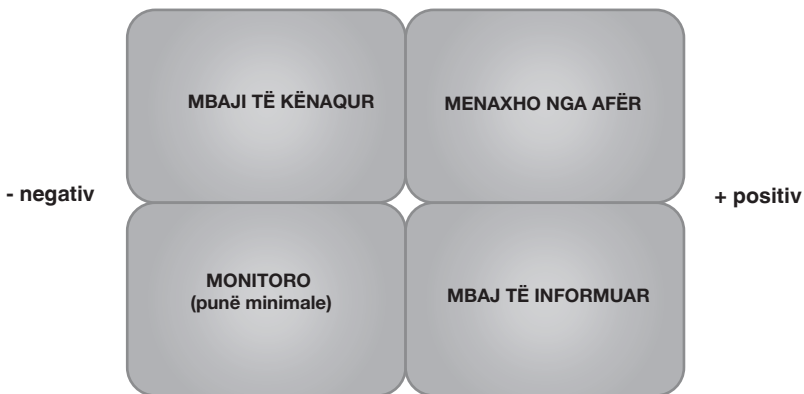 MBAJI TË KËNAQUR
MENAXHO NGA AFËR
- negativ
+ positiv
MONITORO
(punë minimale)
MBAJ TË INFORMUAR